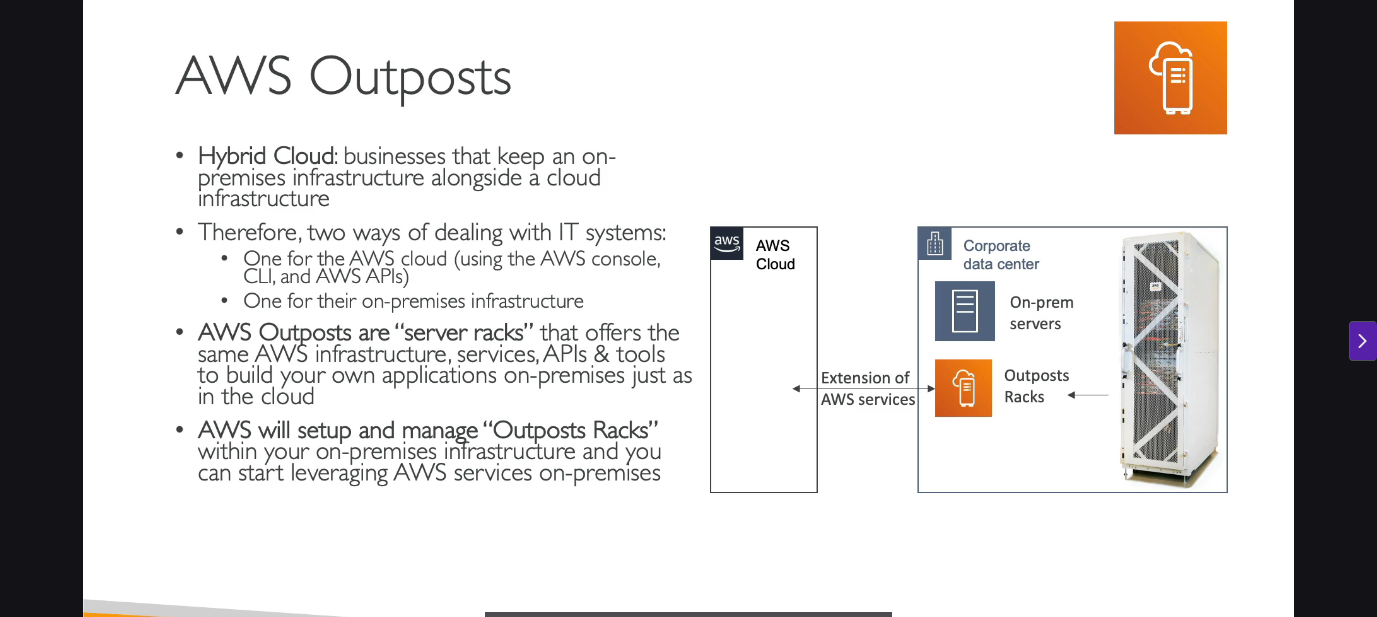 AWS Outposts
• Hybrid Cloud: businesses that keep an on-
premises infrastructure alongside a cloud
infrastructure
• Therefore, two ways of dealing with IT systems:
• One for the AWS cloud (using the AWS console,
CLI, and AWS APIs)
• One for their on-premises infrastructure
• AWS Outposts are “server racks” that offers the
same AWS infrastructure, services, APIs & tools
to build your own applications on-premises just as
in the cloud
• AWS will setup and manage “Outposts Racks”
within your on-premises infrastructure and you
can start leveraging AWS services on-premises
aws
AWS
Cloud
Extension of
AWS services
Corporate
data center
On-prem
servers
Outposts
Racks